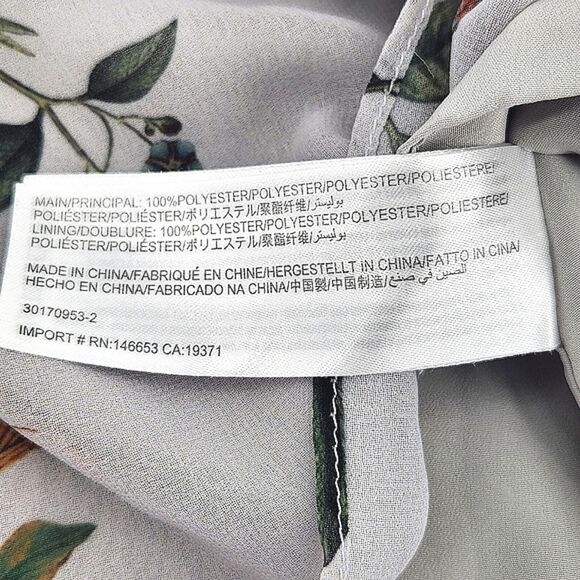 MAIN/PRINCIPAL: 100%POLYESTER/POLYESTER/POLYESTER/POLIESTERE/
POLIÉSTER/POLIÉSTER/ポリエステル/聚酯纤维/بوليستر
LINING/DOUBLURE: 100%POLYESTER/POLYESTER/POLYESTER/POLIESTERE/
POLIÉSTER/POLIÉSTER/ポリエステル/聚酯纤维/بوليستر
MADE IN CHINA/FABRIQUÉ EN CHINE/HERGESTELLT IN CHINA/FATTO IN CINA/
HECHO EN CHINA/FABRICADO NA CHINA/中国製/中国制造/صنع في الصين
30170953-2
IMPORT # RN:146653 CA:19371